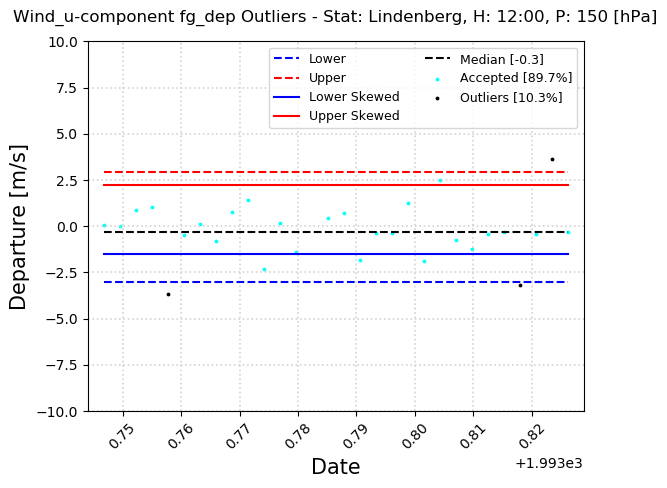 Wind_u-component fg_dep Outliers - Stat: Lindenberg, H: 12:00, P: 150 [hPa]
Lower
Upper
Lower Skewed
Upper Skewed
Median [-0.3]
Accepted [89.7%]
Outliers [10.3%]
Departure [m/s]
10.0
7.5
5.0
2.5
0.0
−2.5
−5.0
−7.5
−10.0
0.75
0.76
0.77
0.78
0.79
0.80
0.81
0.82
+1.993e3
Date